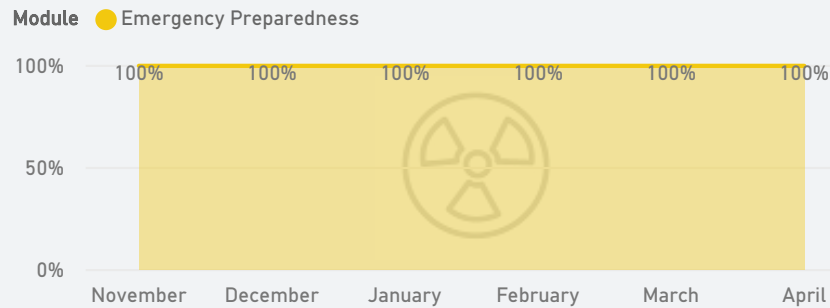 Module Emergency Preparedness
100%
100% 100% 100% 100% 100% 100%
50%
0%
November December January February March April